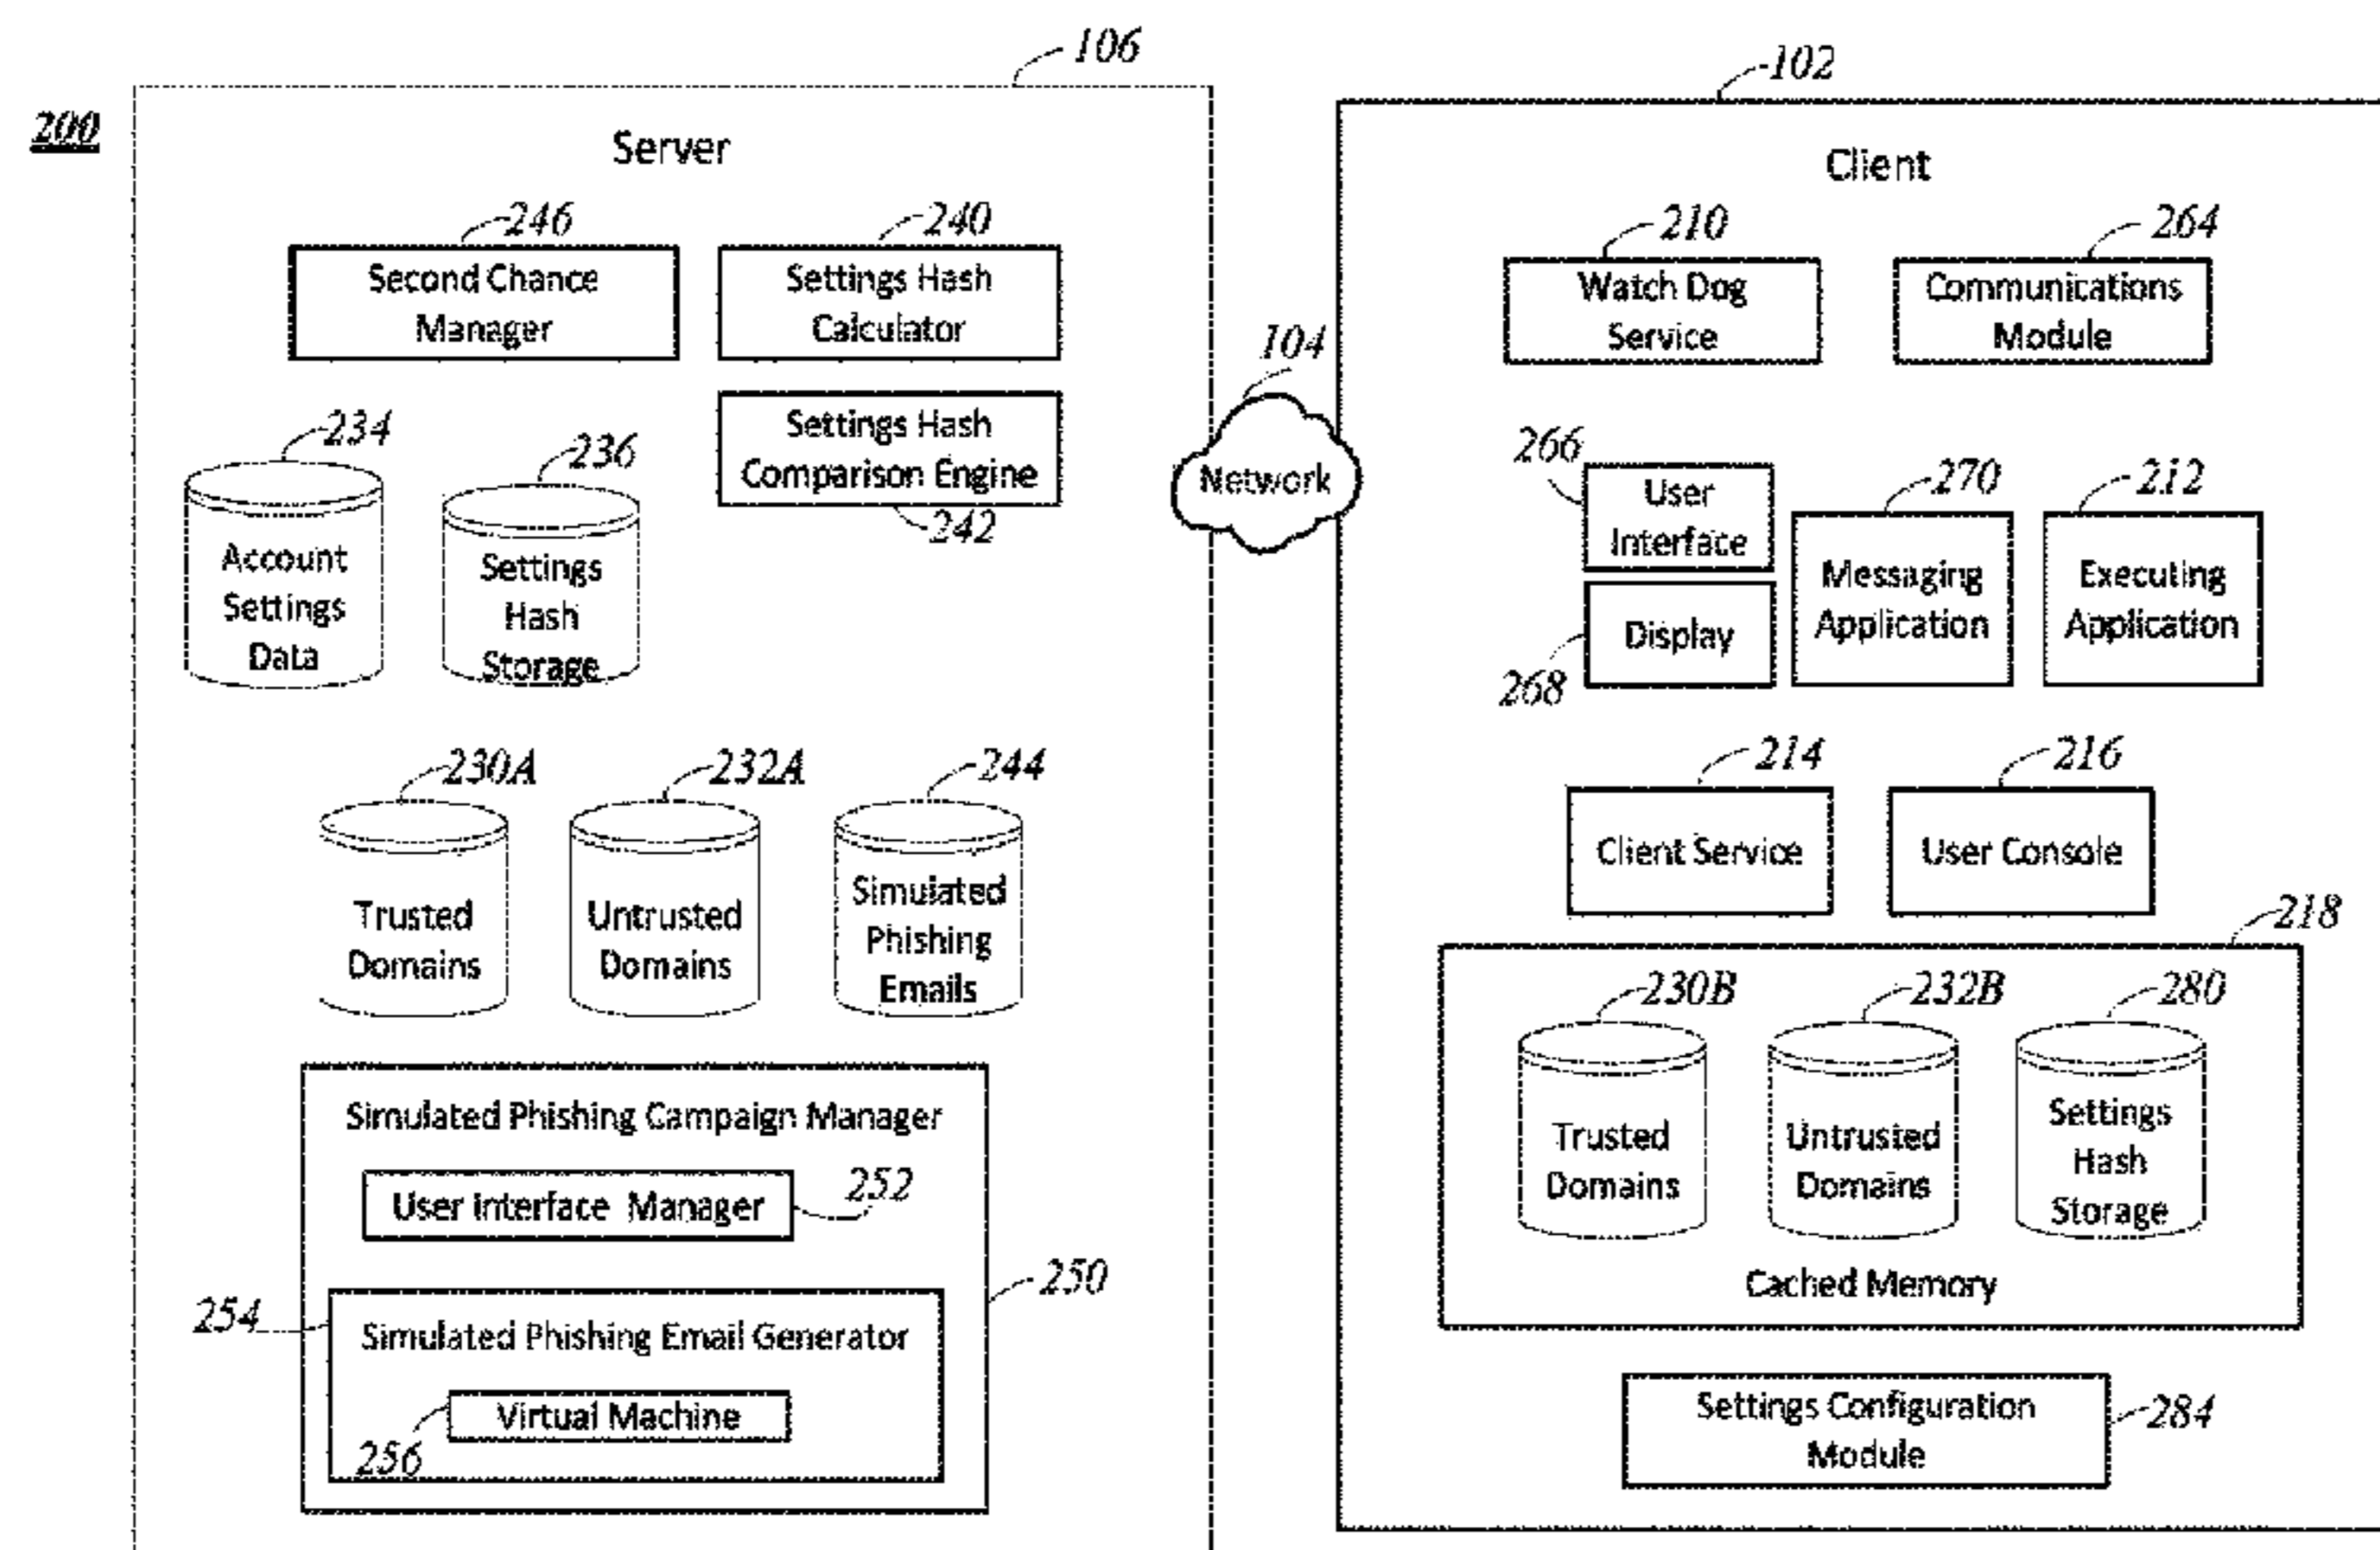 200
106
Server
246
Second Chance
Manager
240
Settings Hash
Calculator
Settings Hash
Comparison Engine
242
234
Account
Settings
Data
236
Settings
Hash
Storage
230A
Trusted
Domains
232A
Untrusted
Domains
244
Simulated
Phishing
Emails
Simulated Phishing Campaign Manager
User Interface Manager
252
250
254
Simulated Phishing Email Generator
Virtual Machine
256
104
Network
102
Client
210
Watch Dog
Service
264
Communications
Module
266
User
Interface
Display
268
270
Messaging
Application
212
Executing
Application
214
Client Service
216
User Console
218
230B
Trusted
Domains
232B
Untrusted
Domains
280
Settings
Hash
Storage
Cached Memory
Settings Configuration
Module
284